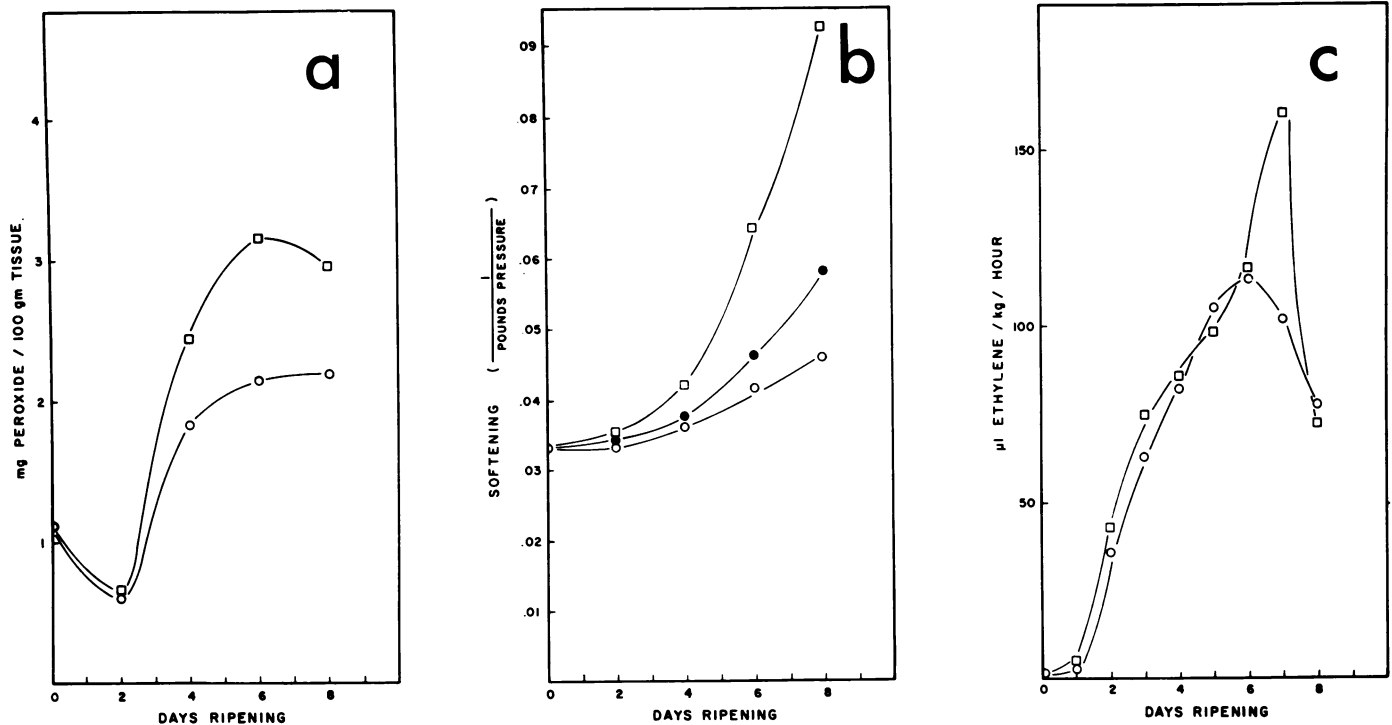 a
4
3
2
1
0 2 4 6 8
DAYS RIPENING
mg PEROXIDE / 100 gm TISSUE.
b
09
.08
07
.06
.05
.04
.03
.02
.01
0 2 4 6 8
DAYS RIPENING
SOFTENING ( 1 / POUNDS PRESSURE )
c
150
100
50
0 2 4 6 8
DAYS RIPENING
µl ETHYLENE / kg / HOUR